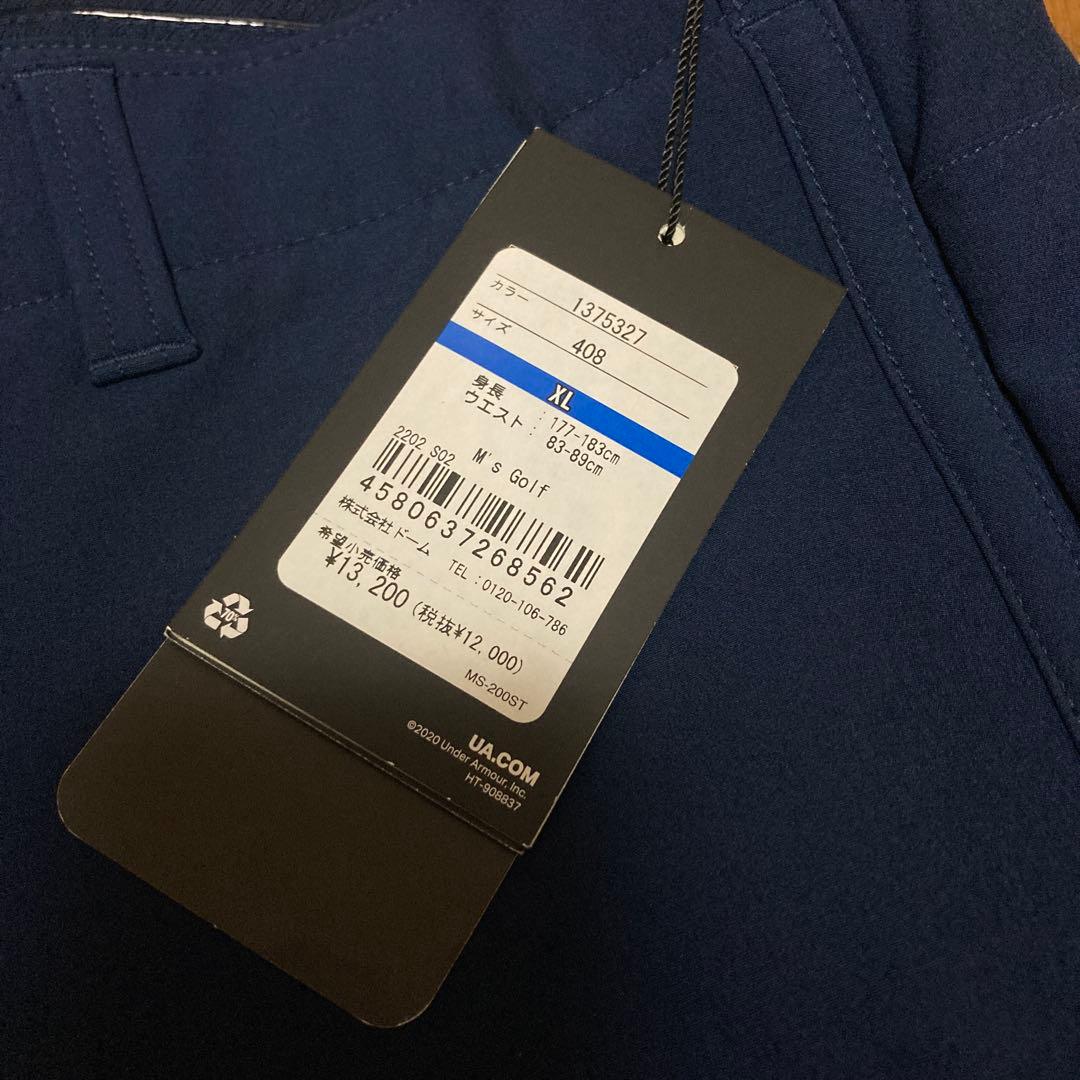 1375327
カラー
408
サイズ
XL
身長 : 177-183cm
ウエスト : 83-89cm
2202 S02 M's Golf
4580637268562
株式会社ドーム TEL : 0120-106-786
希望小売価格
¥13,200 (税抜¥12,000)
MS-200ST
70%
UA.COM
©2020 Under Armour, Inc.
HT-908837